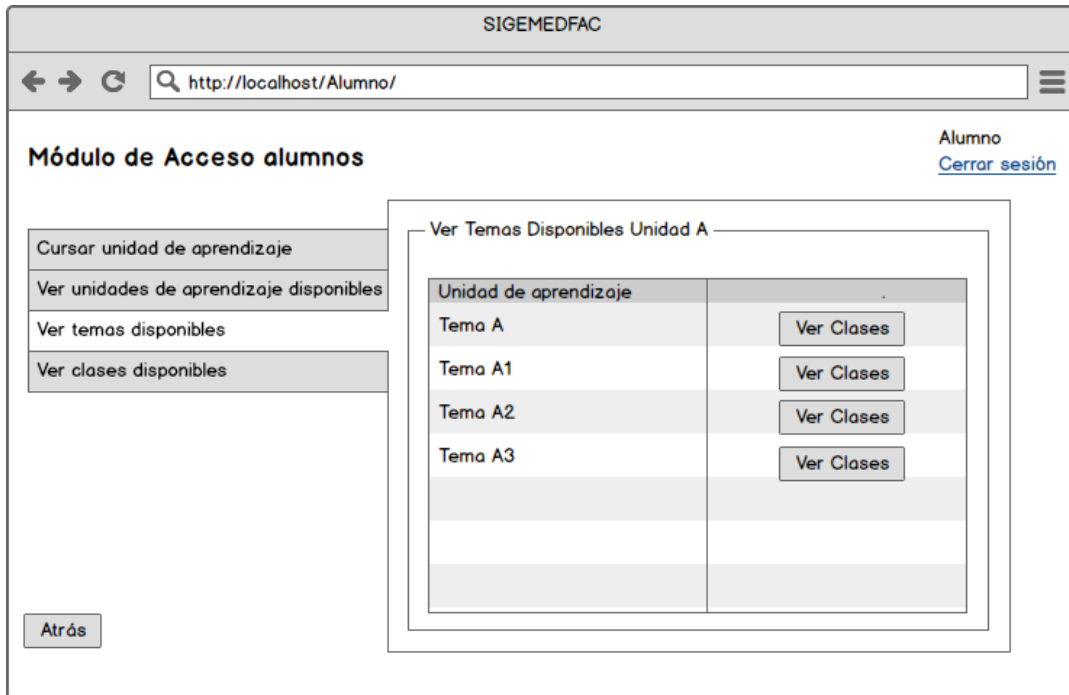 SIGEMEDFAC
http://localhost/Alumno/
Módulo de Acceso alumnos
Alumno
Cerrar sesión
Cursar unidad de aprendizaje
Ver unidades de aprendizaje disponibles
Ver temas disponibles
Ver clases disponibles
Ver Temas Disponibles Unidad A
Unidad de aprendizaje .
Tema A Ver Clases
Tema A1 Ver Clases
Tema A2 Ver Clases
Tema A3 Ver Clases
Atrás